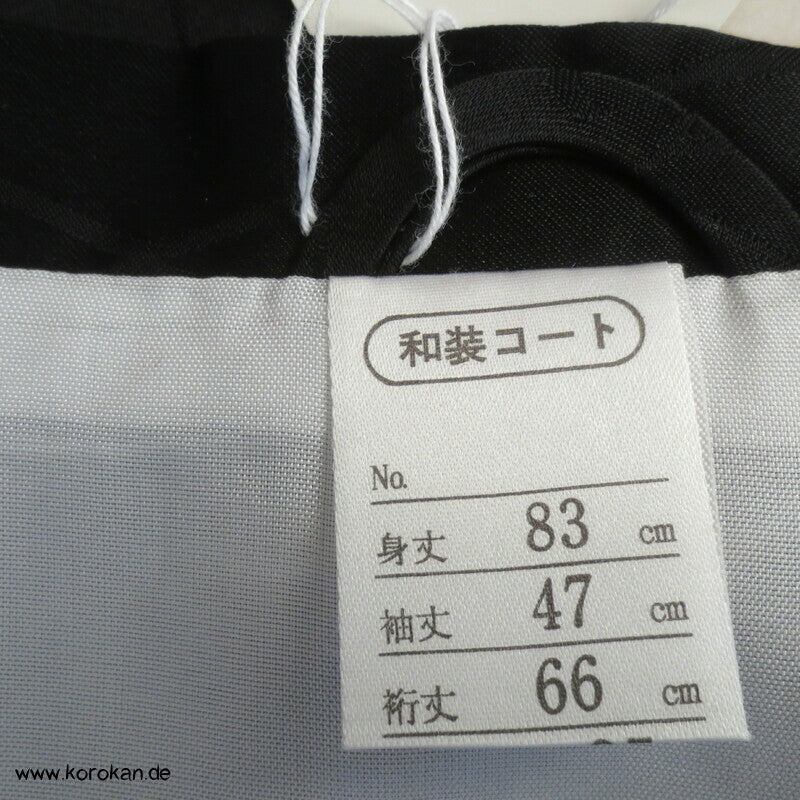 和装コート
No.
身丈 83 cm
袖丈 47 cm
裄丈 66 cm
www.korokan.de